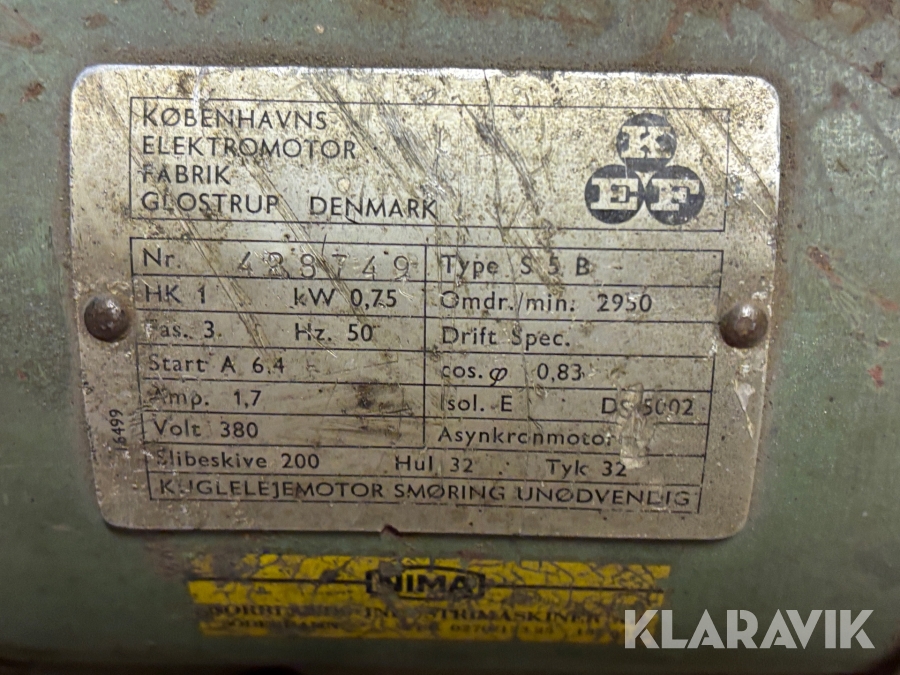 KØBENHAVNS
ELEKTROMOTOR
FABRIK
GLOSTRUP DENMARK
K
E F
Nr. 428749 Type S 5 B
HK 1 kW 0,75 Omdr./min. 2950
Fas. 3. Hz. 50 Drift Spec.
Start A 6,4 cos. φ 0,83
Amp. 1,7 Isol. E DS 5002
Volt 380 Asynkronmotor
Slibeskive 200 Hul 32 Tyk 32
KUGLELEJEMOTOR SMØRING UNØDVENDIG
16499
NIMA
KLARAVIK